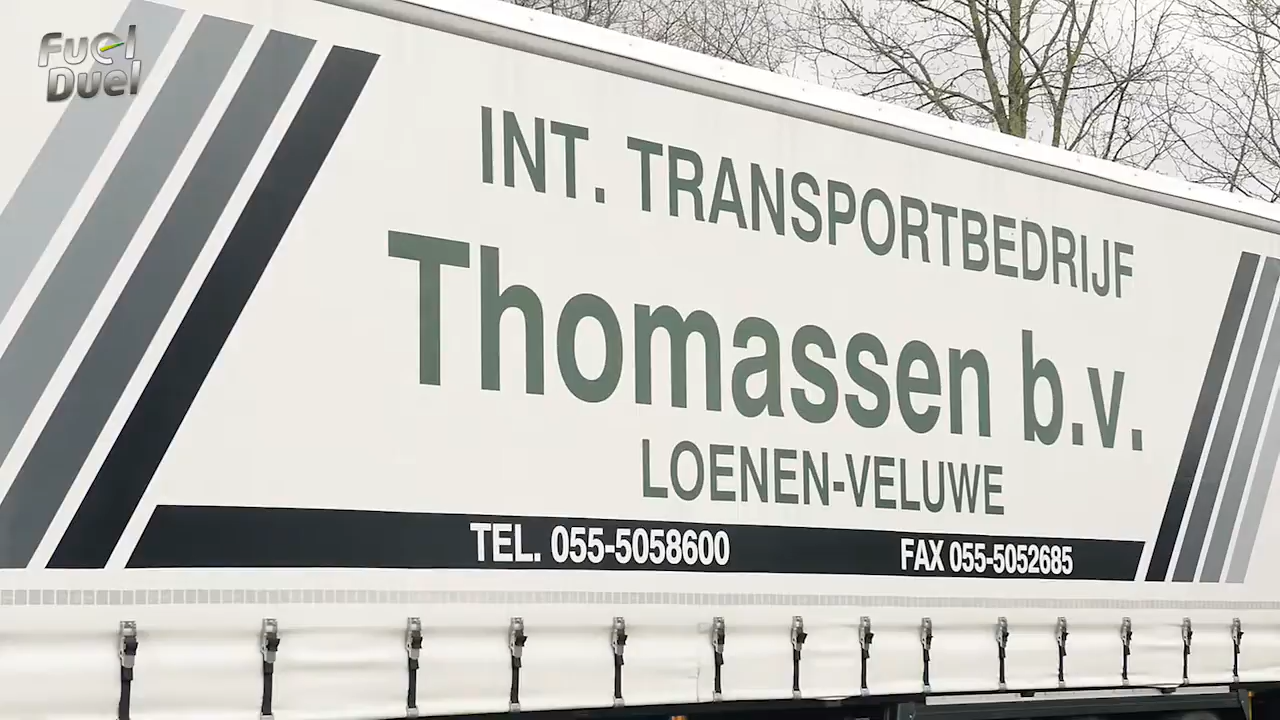 Fuel
Duel
INT. TRANSPORTBEDRIJF
Thomassen b.v.
LOENEN-VELUWE
TEL. 055-5058600 FAX 055-5052685